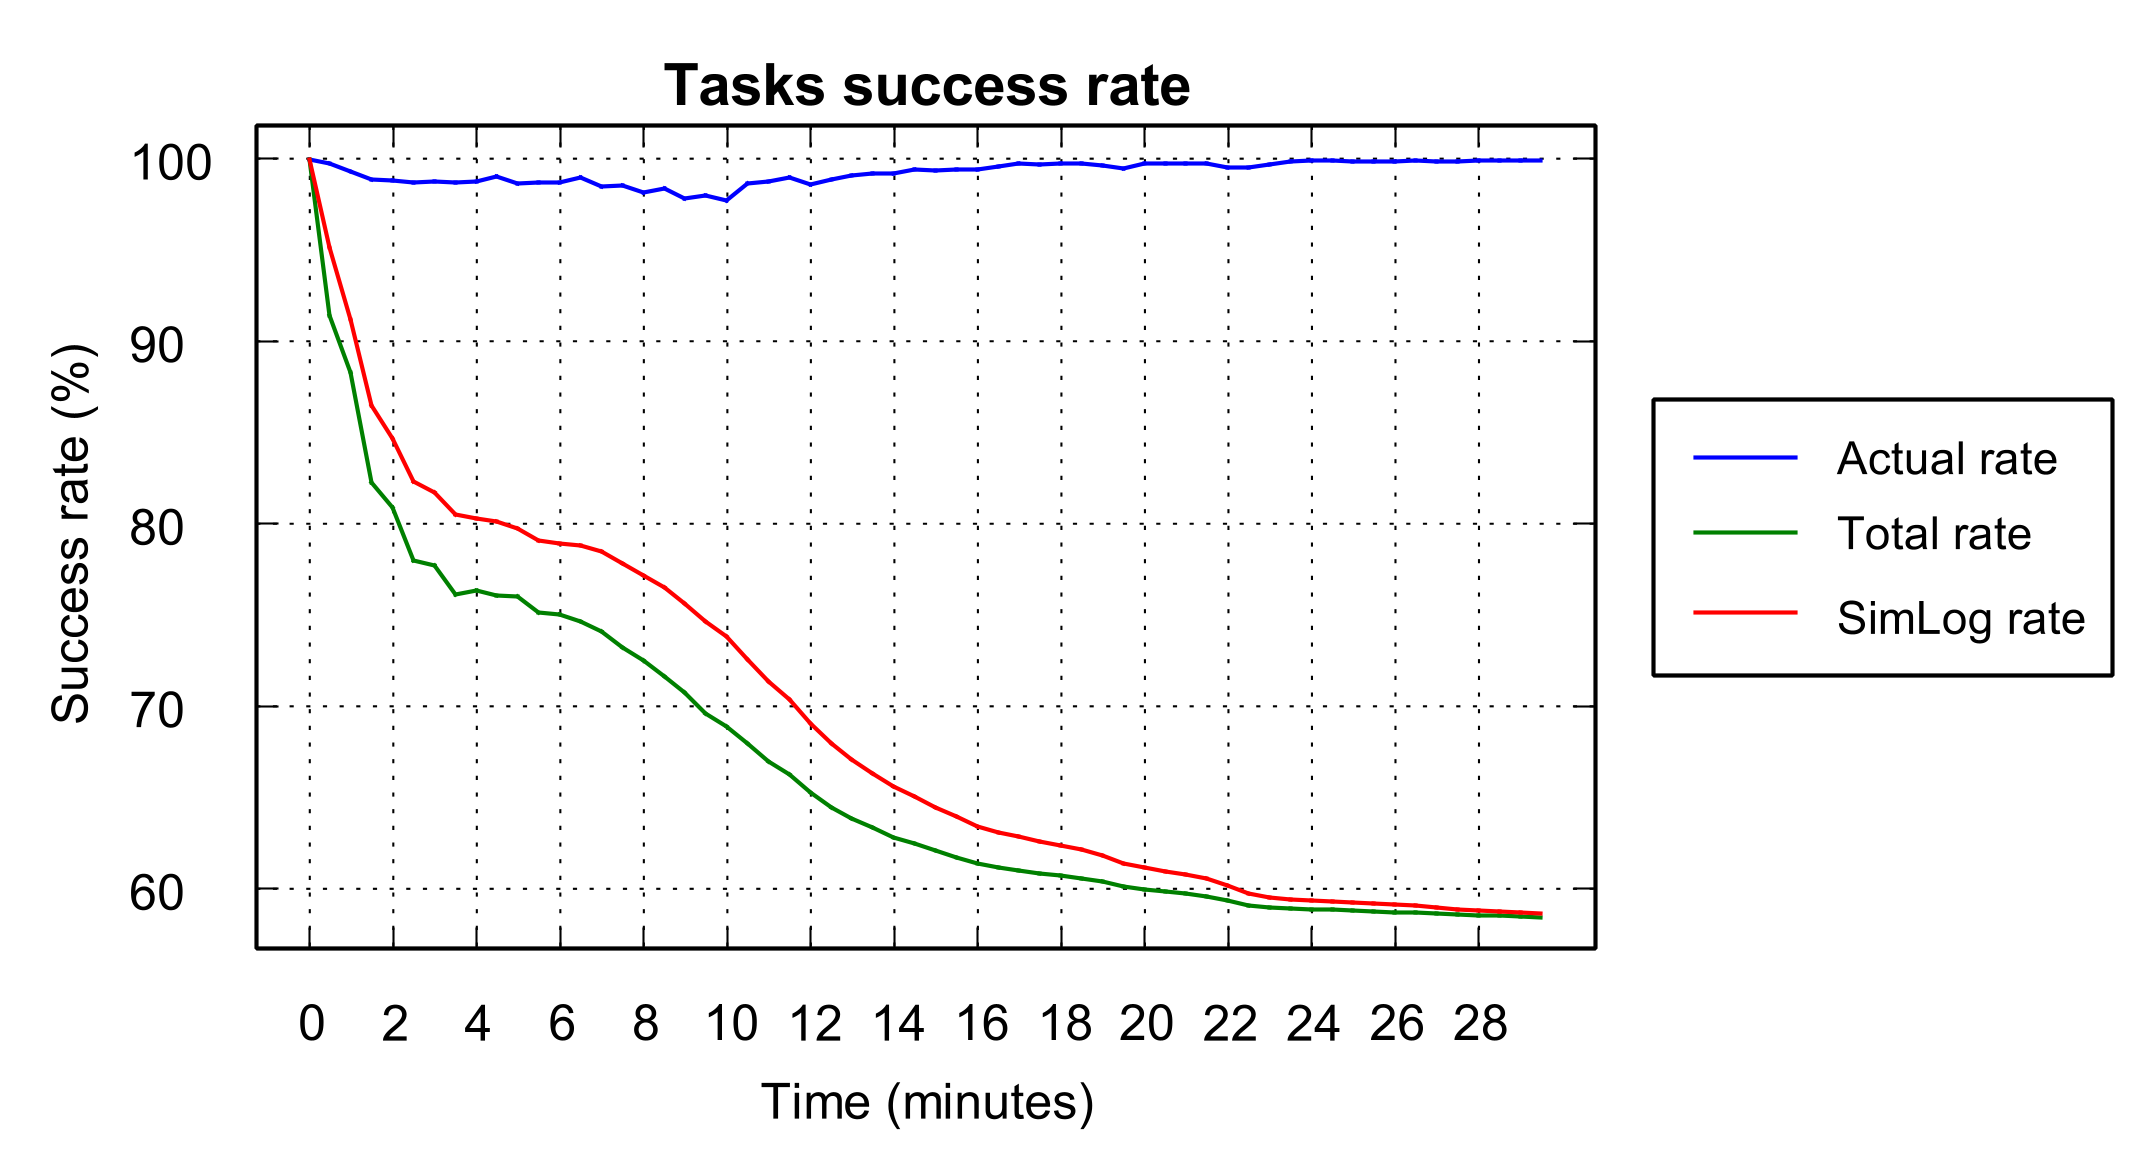 Tasks success rate
100
90
80
70
60
Success rate (%)
0 2 4 6 8 10 12 14 16 18 20 22 24 26 28
Time (minutes)
Actual rate
Total rate
SimLog rate